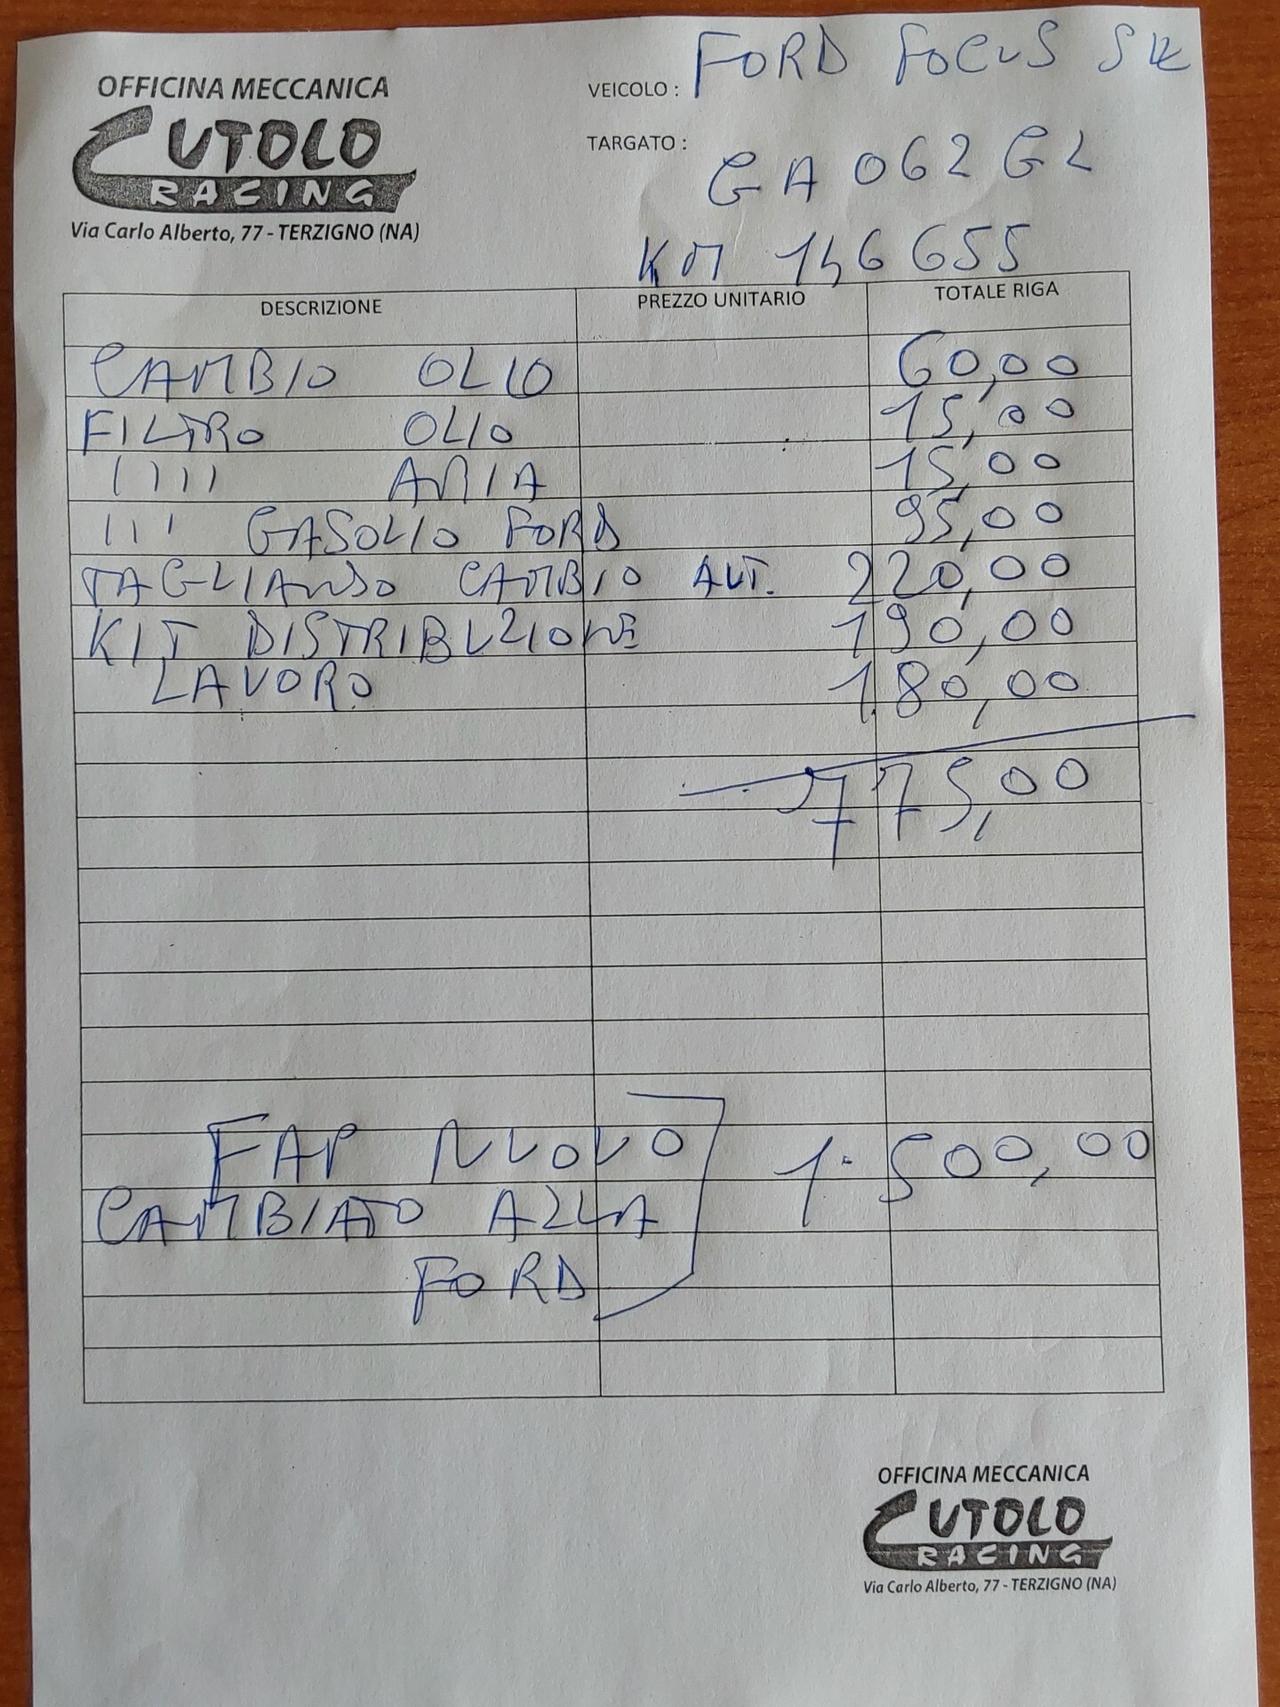 OFFICINA MECCANICA
CUTOLO
RACING
Via Carlo Alberto, 77 - TERZIGNO (NA)
VEICOLO : FORD FOCUS SW
TARGATO : GA 062 GL
KM 146655
DESCRIZIONE PREZZO UNITARIO TOTALE RIGA
CAMBIO OLIO 60,00
FILTRO OLIO 15,00
'''' ARIA 15,00
''' GASOLIO FORD 95,00
TAGLIANDO CAMBIO AUT. 220,00
KIT DISTRIBUZIONE 190,00
LAVORO 180,00
775,00
FAP NUOVO 1.500,00
CAMBIATO ALLA
FORD
OFFICINA MECCANICA
CUTOLO
RACING
Via Carlo Alberto, 77 - TERZIGNO (NA)